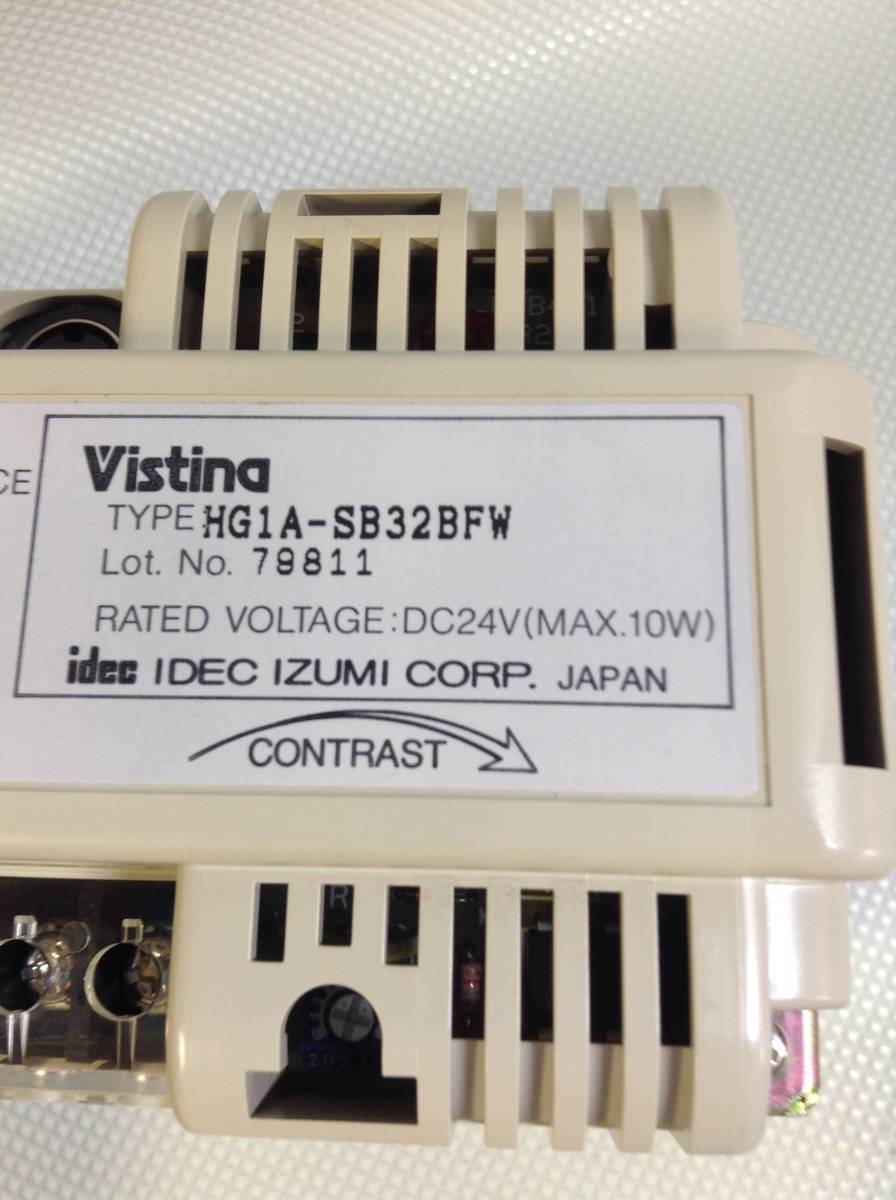 CE
Vistina
TYPE HG1A-SB32BFW
Lot. No. 79811
RATED VOLTAGE:DC24V(MAX.10W)
idec IDEC IZUMI CORP. JAPAN
CONTRAST
R
202